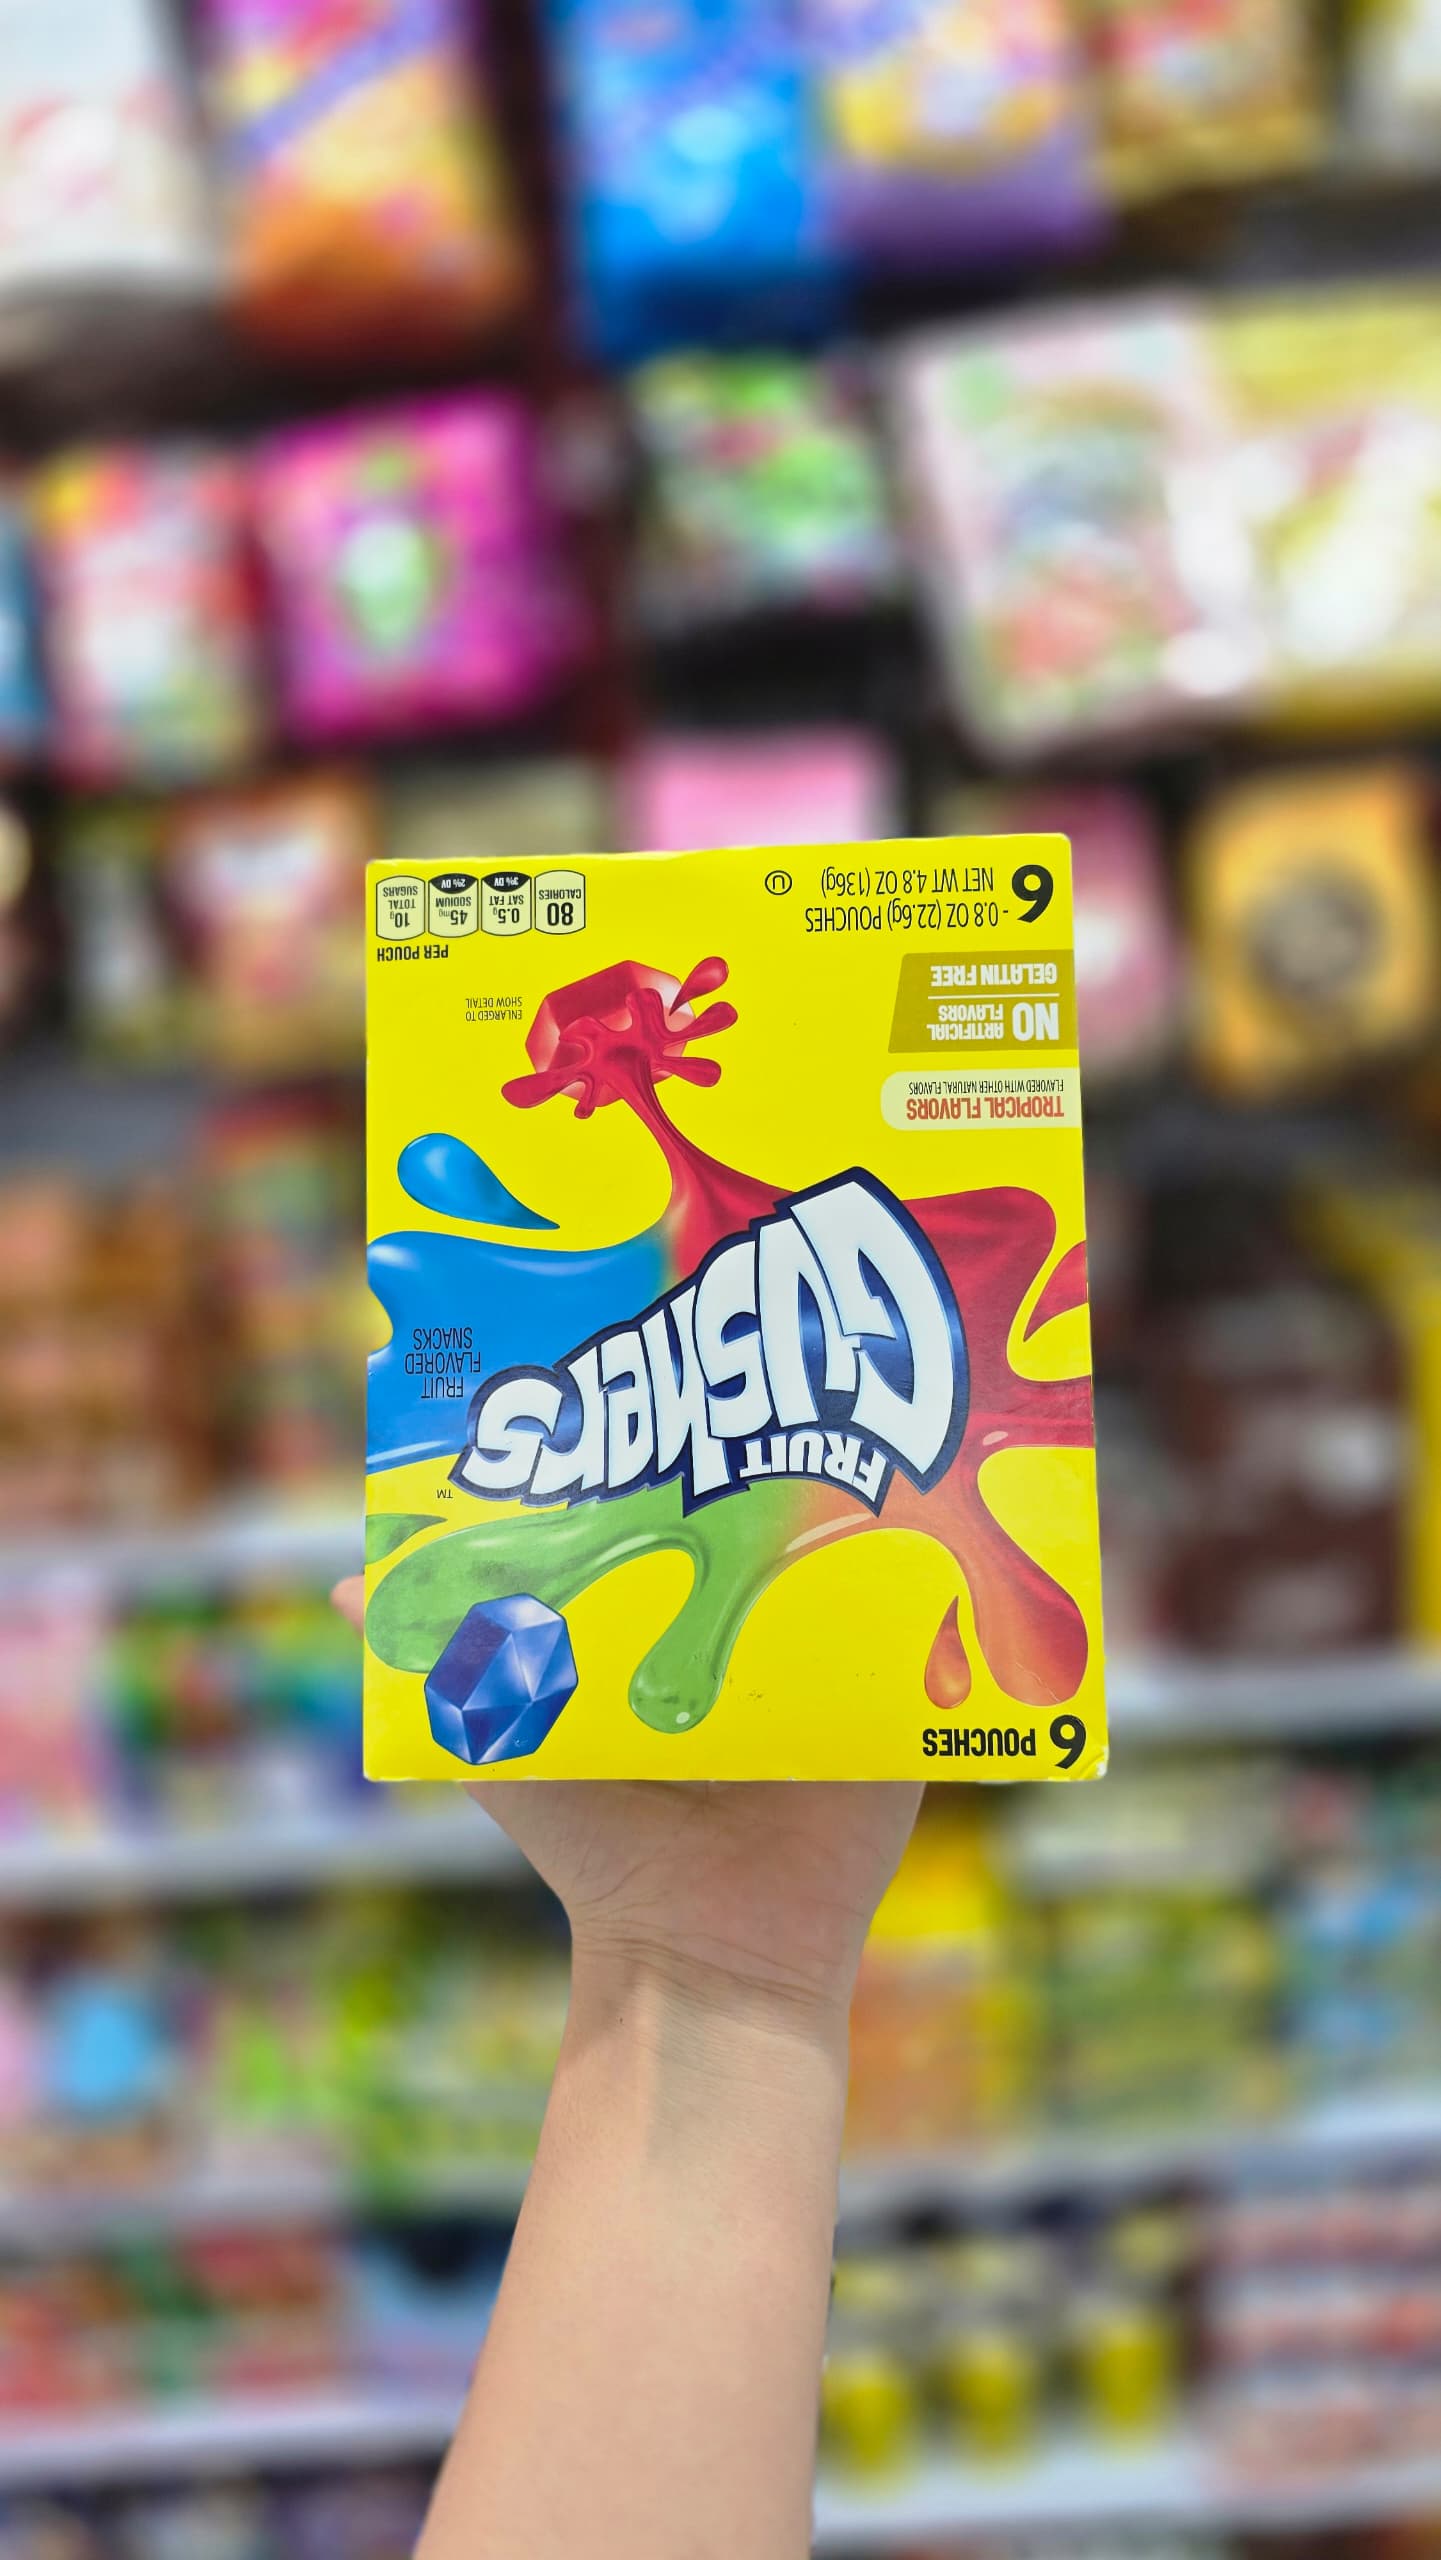 6 POUCHES
FRUIT
Gushers
TM
FRUIT
FLAVORED
SNACKS
TROPICAL FLAVORS
FLAVORED WITH OTHER NATURAL FLAVORS
NO ARTIFICIAL
FLAVORS
GELATIN FREE
ENLARGED TO
SHOW DETAIL
6 - 0.8 OZ (22.6g) POUCHES
NET WT 4.8 OZ (136g)
U
PER POUCH
80
CALORIES
0.5g
SAT FAT
3% DV
45mg
SODIUM
2% DV
10g
TOTAL
SUGARS